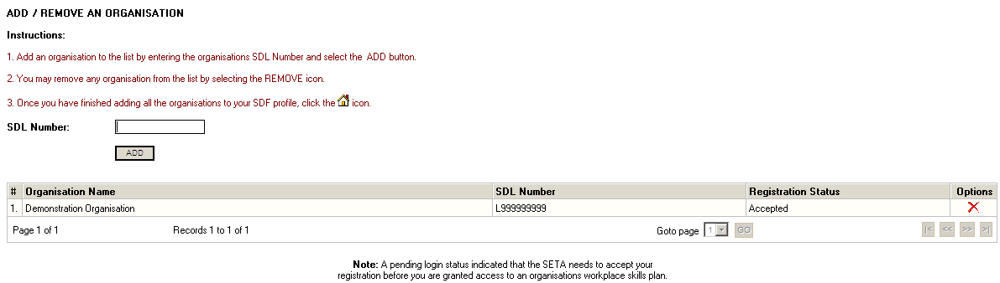 ADD / REMOVE AN ORGANISATION
Instructions:
1. Add an organisation to the list by entering the organisations SDL Number and select the ADD button.
2. You may remove any organisation from the list by selecting the REMOVE icon.
3. Once you have finished adding all the organisations to your SDF profile, click the icon.
SDL Number:
ADD
# Organisation Name SDL Number Registration Status Options
1. Demonstration Organisation L999999999 Accepted
Page 1 of 1 Records 1 to 1 of 1 Goto page 1 GO |< << >> >|
Note: A pending login status indicated that the SETA needs to accept your
registration before you are granted access to an organisations workplace skills plan.